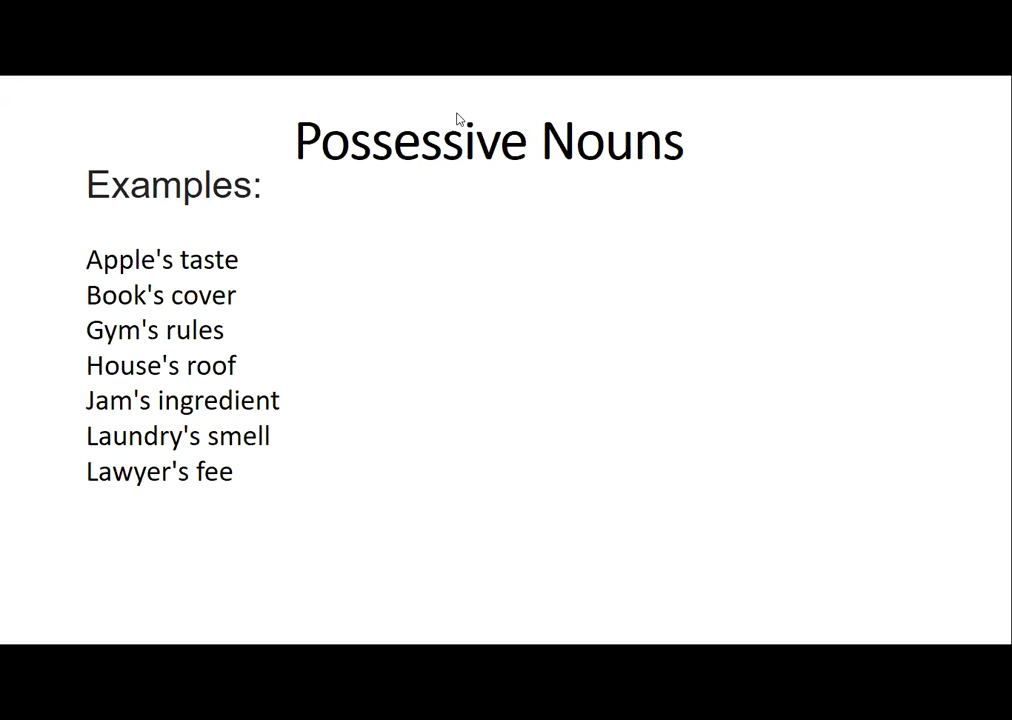 Possessive Nouns
Examples:
Apple's taste
Book's cover
Gym's rules
House's roof
Jam's ingredient
Laundry's smell
Lawyer's fee